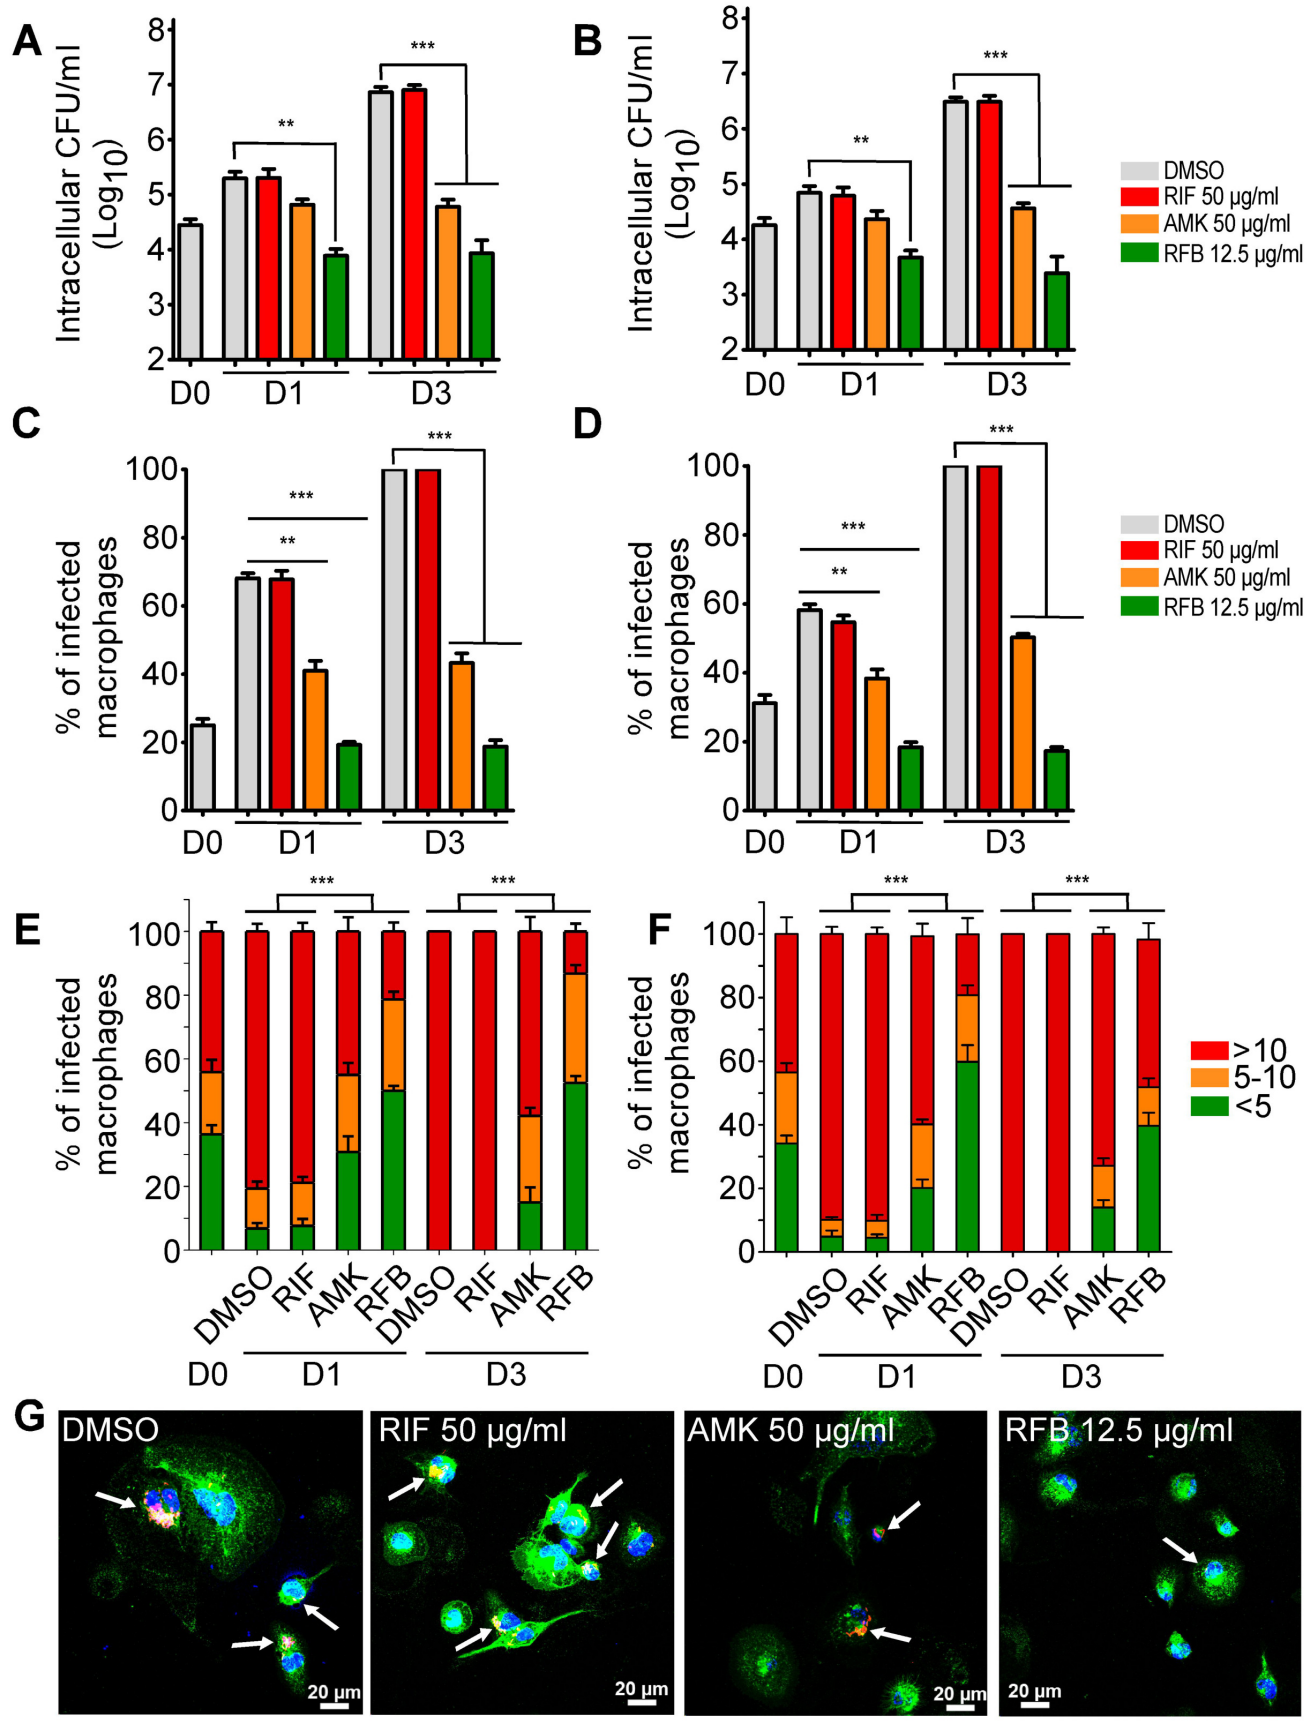 A
Intracellular CFU/ml
(Log10)
8
7
6
5
4
3
2
**
***
D0
D1
D3
B
Intracellular CFU/ml
(Log10)
8
7
6
5
4
3
2
**
***
D0
D1
D3
DMSO
RIF 50 µg/ml
AMK 50 µg/ml
RFB 12.5 µg/ml
C
% of infected
macrophages
100
80
60
40
20
0
***
**
***
D0
D1
D3
D
% of infected
macrophages
100
80
60
40
20
0
***
**
***
D0
D1
D3
DMSO
RIF 50 µg/ml
AMK 50 µg/ml
RFB 12.5 µg/ml
E
% of infected
macrophages
100
80
60
40
20
0
***
***
DMSO
RIF
AMK
RFB
DMSO
RIF
AMK
RFB
D0
D1
D3
F
% of infected
macrophages
100
80
60
40
20
0
***
***
DMSO
RIF
AMK
RFB
DMSO
RIF
AMK
RFB
D0
D1
D3
>10
5-10
<5
G
DMSO
20 µm
RIF 50 µg/ml
20 µm
AMK 50 µg/ml
20 µm
RFB 12.5 µg/ml
20 µm